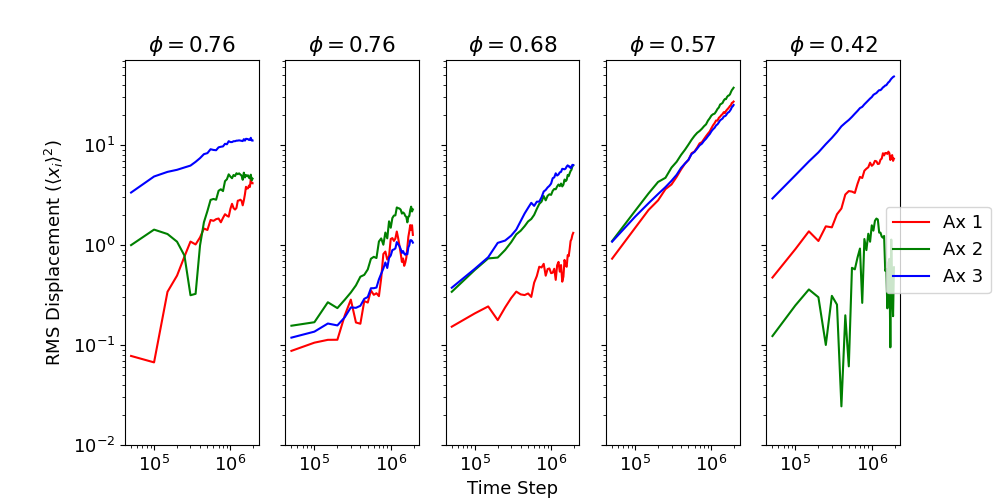 ϕ = 0.76 ϕ = 0.76 ϕ = 0.68 ϕ = 0.57 ϕ = 0.42
RMS Displacement (⟨x_i⟩²)
10¹
10⁰
10⁻¹
10⁻²
10⁵ 10⁶ 10⁵ 10⁶ 10⁵ 10⁶ 10⁵ 10⁶ 10⁵ 10⁶
Time Step
Ax 1
Ax 2
Ax 3